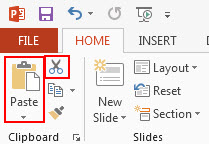 FILE HOME INSERT
Paste
New Slide
Layout
Reset
Section
Clipboard Slides